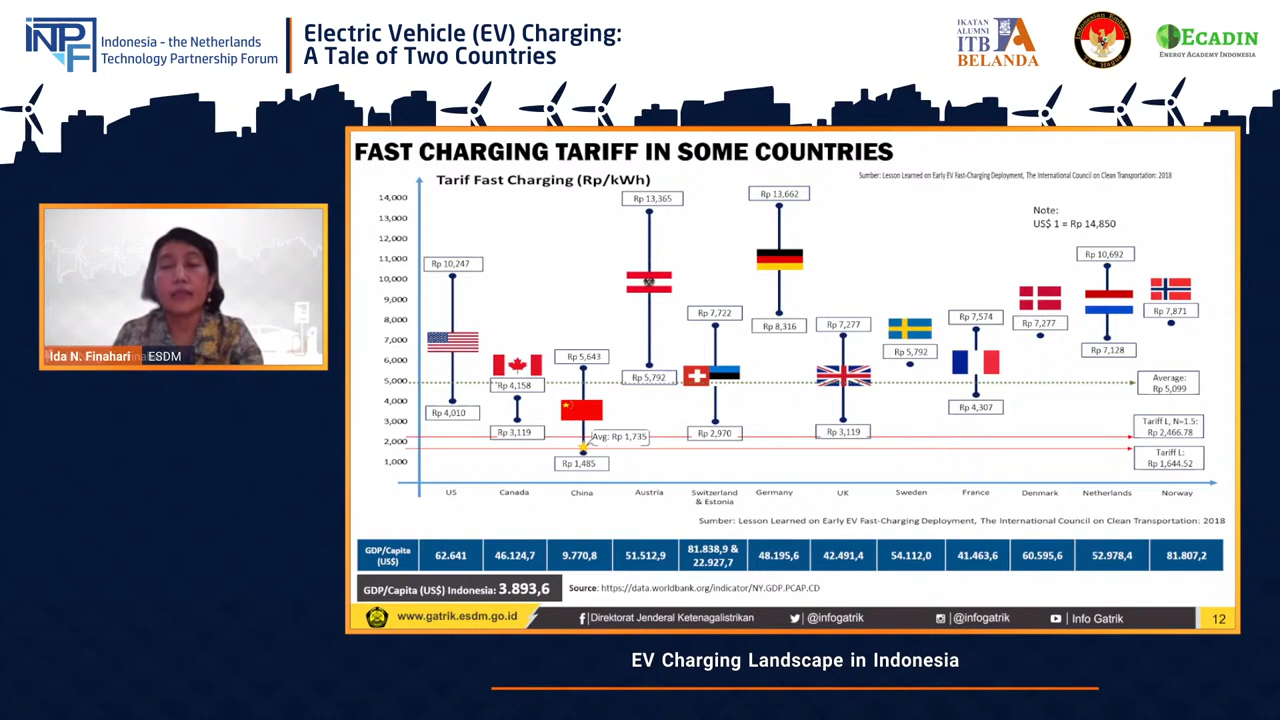 INPF
Indonesia - the Netherlands
Technology Partnership Forum
Electric Vehicle (EV) Charging:
A Tale of Two Countries
IKATAN
ALUMNI
ITB
BELANDA
ECADIN
ENERGY ACADEMY INDONESIA
FAST CHARGING TARIFF IN SOME COUNTRIES
Tarif Fast Charging (Rp/kWh)
Sumber: Lesson Learned on Early EV Fast-Charging Deployment, The International Council on Clean Transportation: 2018
Note:
US$ 1 = Rp 14,850
14,000
13,000
12,000
11,000
10,000
9,000
8,000
7,000
6,000
5,000
4,000
3,000
2,000
1,000
Rp 10,247
Rp 4,010
Rp 4,158
Rp 3,119
Rp 5,643
Avg: Rp 1,735
Rp 1,485
Rp 13,365
Rp 5,792
Rp 7,722
Rp 2,970
Rp 13,662
Rp 8,316
Rp 7,277
Rp 3,119
Rp 5,792
Rp 7,574
Rp 4,307
Rp 7,277
Rp 10,692
Rp 7,128
Rp 7,871
Average:
Rp 5,099
Tariff L, N=1.5:
Rp 2,466.78
Tariff L:
Rp 1,644.52
US
Canada
China
Austria
Switzerland
& Estonia
Germany
UK
Sweden
France
Denmark
Netherlands
Norway
Sumber: Lesson Learned on Early EV Fast-Charging Deployment, The International Council on Clean Transportation: 2018
GDP/Capita
(US$)
62.641
46.124,7
9.770,8
51.512,9
81.838,9 &
22.927,7
48.195,6
42.491,4
54.112,0
41.463,6
60.595,6
52.978,4
81.807,2
GDP/Capita (US$) Indonesia: 3.893,6
Source: https://data.worldbank.org/indicator/NY.GDP.PCAP.CD
www.gatrik.esdm.go.id
Direktorat Jenderal Ketenagalistrikan
@infogatrik
@infogatrik
Info Gatrik
12
Ida N. Finahari
ESDM
EV Charging Landscape in Indonesia